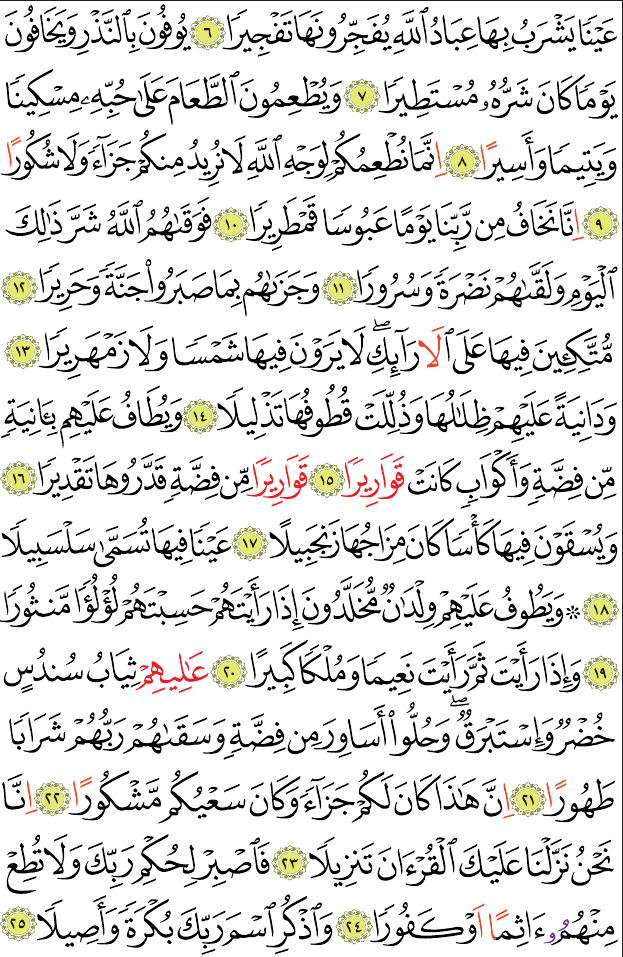 عَيْنٗا يَشْرَبُ بِهَا عِبَادُ ٱللَّهِ يُفَجِّرُونَهَا تَفْجِيرٗا ٦ يُوفُونَ بِٱلنَّذْرِ وَيَخَافُونَ
يَوْمٗا كَانَ شَرُّهُۥ مُسْتَطِيرٗا ٧ وَيُطْعِمُونَ ٱلطَّعَامَ عَلَىٰ حُبِّهِۦ مِسْكِينٗا
وَيَتِيمٗا وَأَسِيرًا ٨ اِنَّمَا نُطْعِمُكُمْ لِوَجْهِ ٱللَّهِ لَا نُرِيدُ مِنكُمْ جَزَآءٗ وَلَا شُكُورًا
٩ اِنَّا نَخَافُ مِن رَّبِّنَا يَوْمًا عَبُوسٗا قَمْطَرِيرٗا ١٠ فَوَقَىٰهُمُ ٱللَّهُ شَرَّ ذَٰلِكَ
ٱلْيَوْمِ وَلَقَّىٰهُمْ نَضْرَةٗ وَسُرُورٗا ١١ وَجَزَىٰهُم بِمَا صَبَرُوا۟ جَنَّةٗ وَحَرِيرٗا ١٢
مُّتَّكِـِٔينَ فِيهَا عَلَى ٱلَارَآئِكِۖ لَا يَرَوْنَ فِيهَا شَمْسٗا وَلَا زَمْهَرِيرٗا ١٣
وَدَانِيَةً عَلَيْهِمْ ظِلَٰلُهَا وَذُلِّلَتْ قُطُوفُهَا تَذْلِيلٗا ١٤ وَيُطَافُ عَلَيْهِم بِـَٔانِيَةٖ
مِّن فِضَّةٖ وَأَكْوَابٖ كَانَتْ قَوَارِيرٗا ١٥ قَوَارِيرٗا مِّن فِضَّةٖ قَدَّرُوهَا تَقْدِيرٗا ١٦
وَيُسْقَوْنَ فِيهَا كَأْسٗا كَانَ مِزَاجُهَا زَنجَبِيلًا ١٧ عَيْنٗا فِيهَا تُسَمَّىٰ سَلْسَبِيلٗا
١٨ ۞ وَيَطُوفُ عَلَيْهِمْ وِلْدَٰنٞ مُّخَلَّدُونَ إِذَا رَأَيْتَهُمْ حَسِبْتَهُمْ لُؤْلُؤٗا مَّنثُورٗا
١٩ وَإِذَا رَأَيْتَ ثَمَّ رَأَيْتَ نَعِيمٗا وَمُلْكٗا كَبِيرًا ٢٠ عَٰلِيهِمْ ثِيَابُ سُندُسٍ
خُضْرٞ وَإِسْتَبْرَقٞۖ وَحُلُّوٓا۟ أَسَاوِرَ مِن فِضَّةٖ وَسَقَىٰهُمْ رَبُّهُمْ شَرَابٗا
طَهُورًا ٢١ اِنَّ هَٰذَا كَانَ لَكُمْ جَزَآءٗ وَكَانَ سَعْيُكُم مَّشْكُورًا ٢٢ اِنَّا
نَحْنُ نَزَّلْنَا عَلَيْكَ ٱلْقُرْءَانَ تَنزِيلٗا ٢٣ فَٱصْبِرْ لِحُكْمِ رَبِّكَ وَلَا تُطِعْ
مِنْهُمُۥٓ ءَاثِمًا اَوْ كَفُورٗا ٢٤ وَٱذْكُرِ ٱسْمَ رَبِّكَ بُكْرَةٗ وَأَصِيلٗا ٢٥